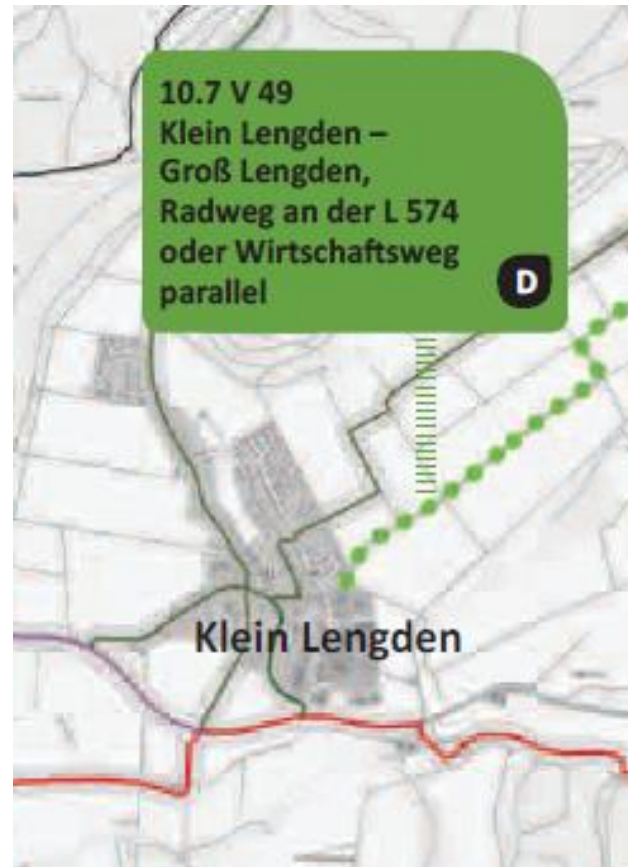 10.7 V 49
Klein Lengden –
Groß Lengden,
Radweg an der L 574
oder Wirtschaftsweg
parallel
D
Klein Lengden